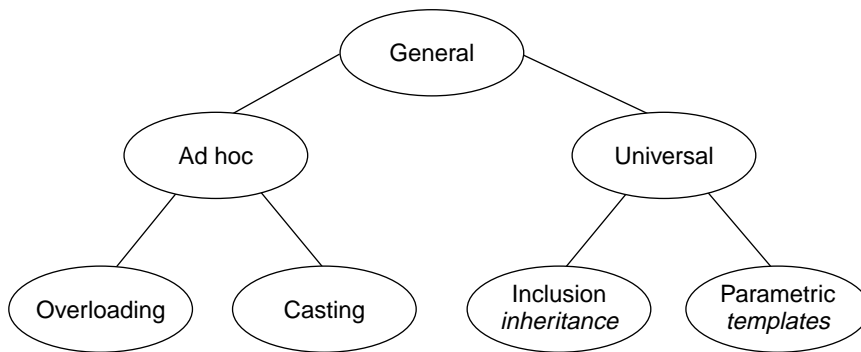 General
Ad hoc
Universal
Overloading
Casting
Inclusion
inheritance
Parametric
templates